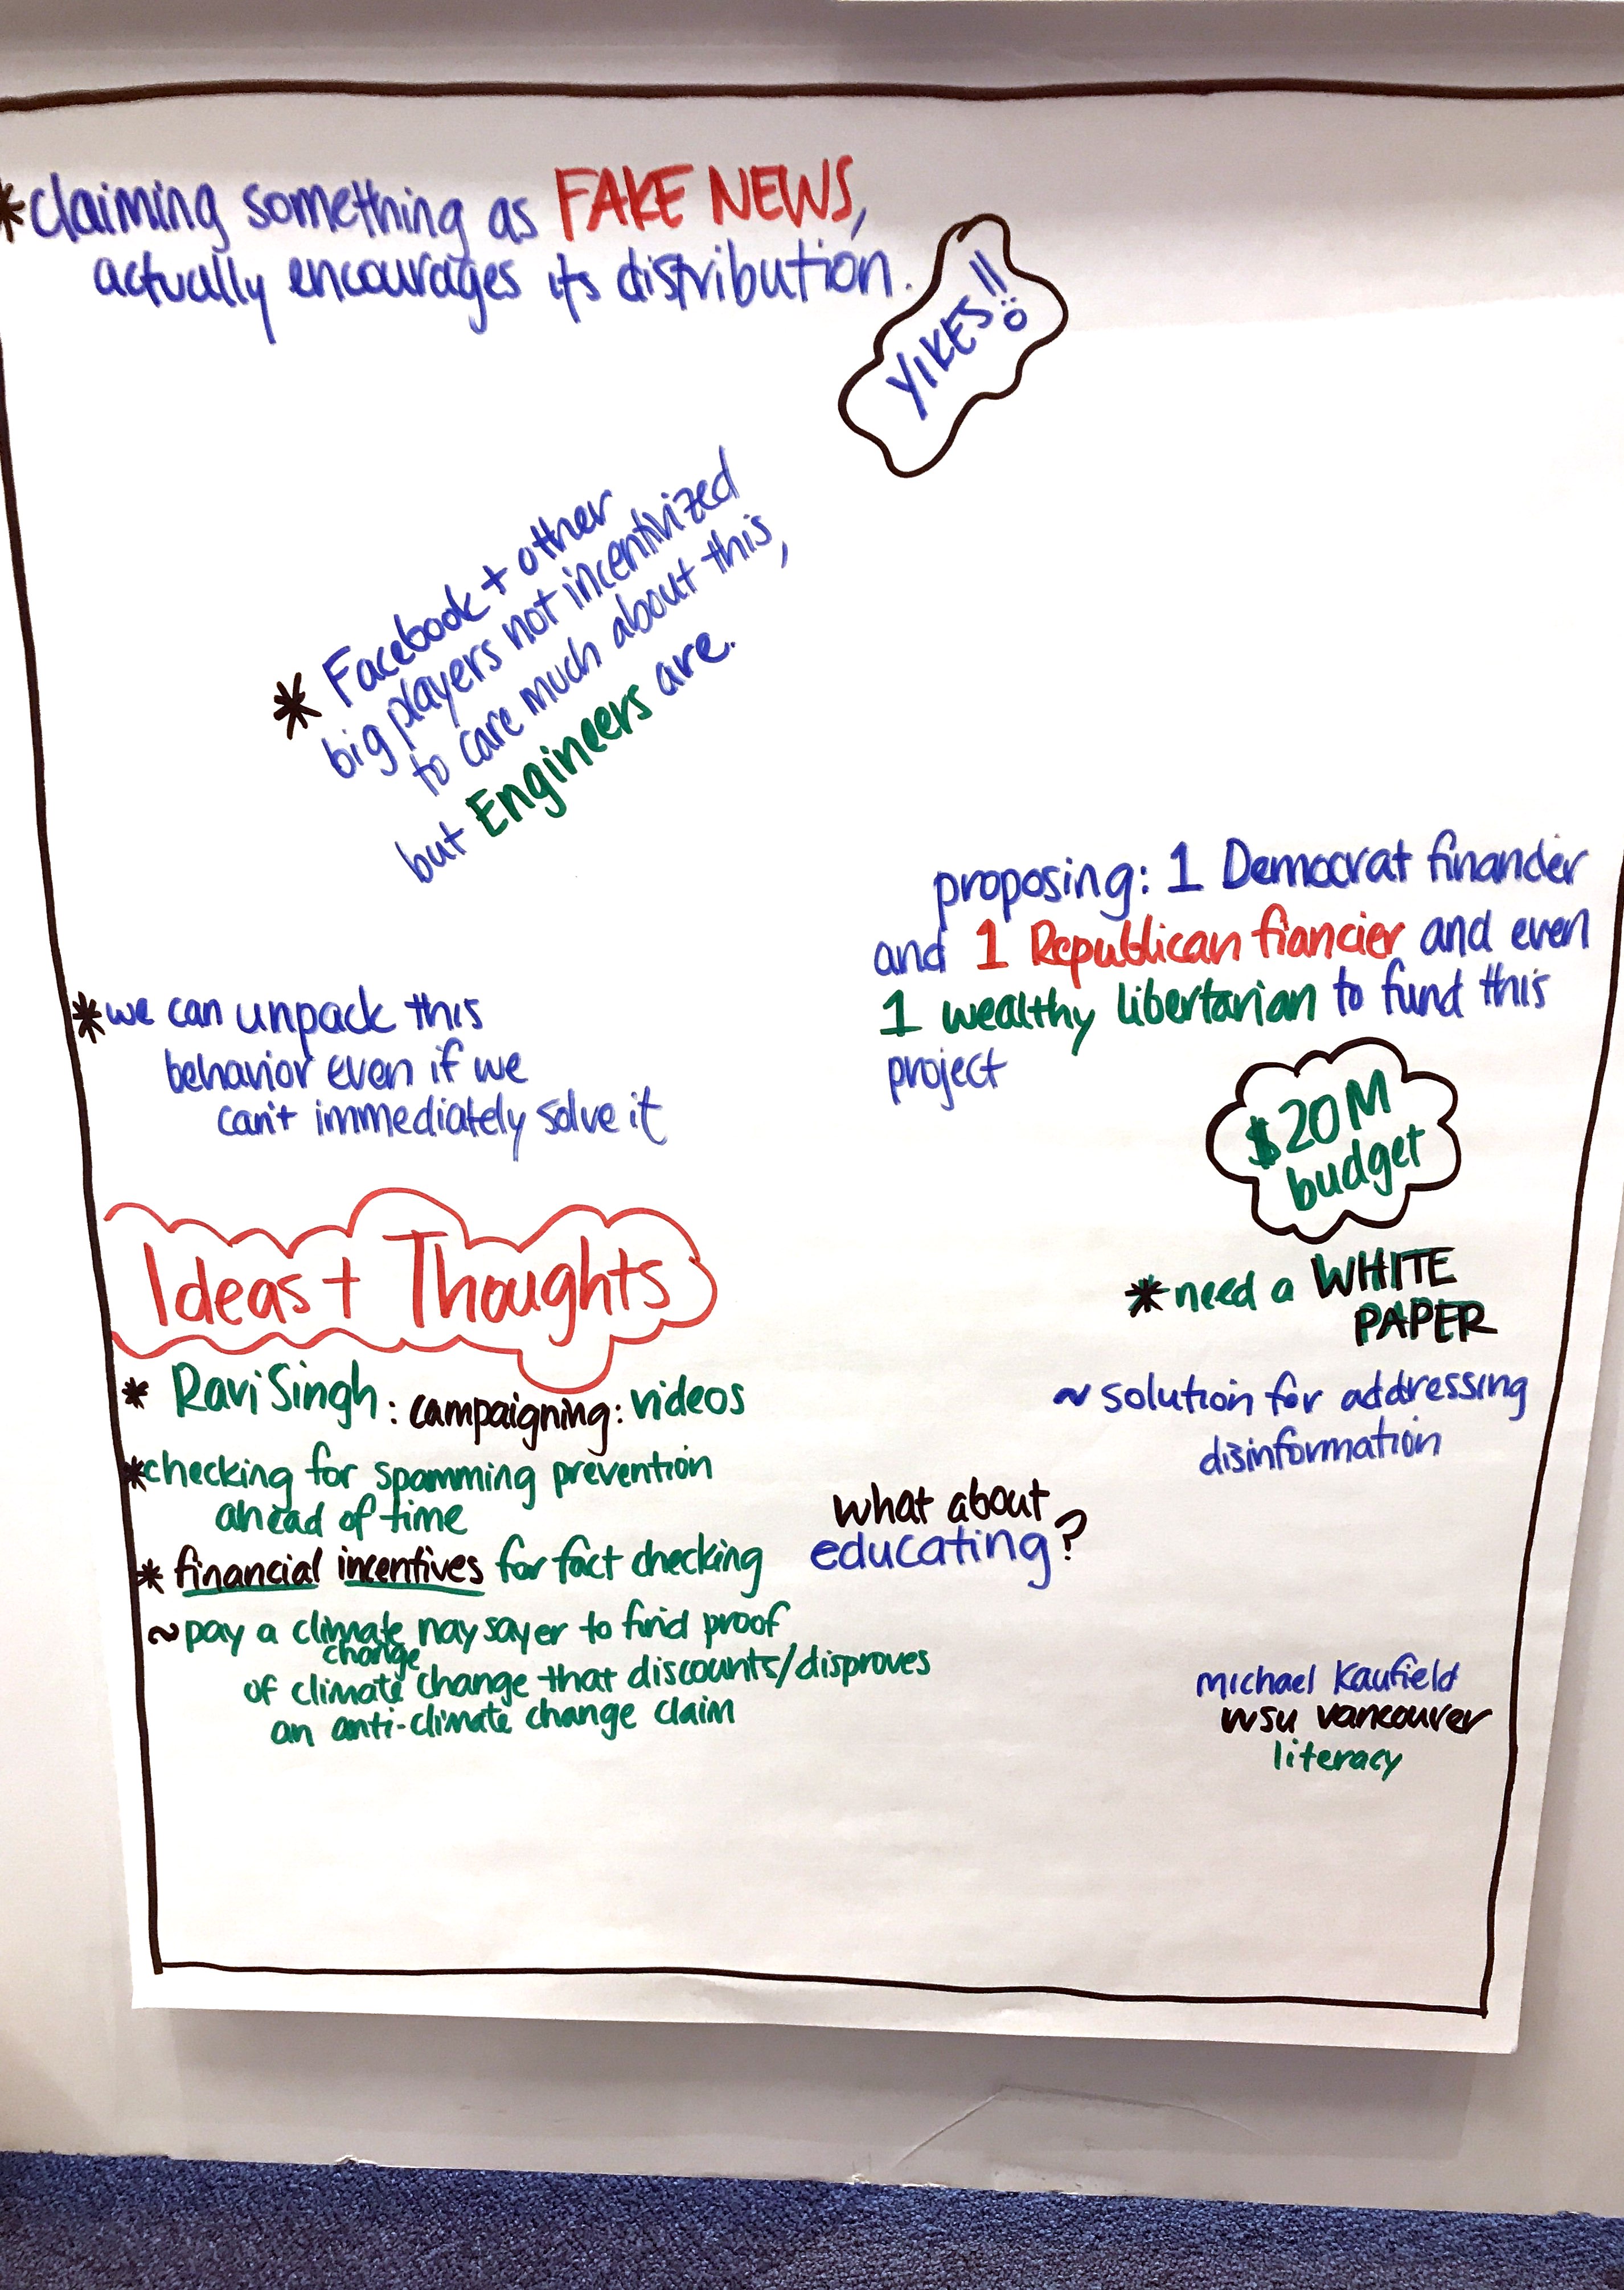 *claiming something as FAKE NEWS,
actually encourages its distribution.
YIKES!!
* Facebook + other
big players not incentivized
to care much about this,
but Engineers are.
proposing: 1 Democrat financier
and 1 Republican fiancier and even
1 wealthy libertarian to fund this
project
$20M
budget
*need a WHITE
PAPER
~ solution for addressing
disinformation
*we can unpack this
behavior even if we
can't immediately solve it
Ideas + Thoughts
* Ravi Singh: campaigning: videos
*checking for spamming prevention
ahead of time
* financial incentives for fact checking
~ pay a climate naysayer to find proof
change
of climate change that discounts/disproves
an anti-climate change claim
what about
educating?
michael Kaufield
wsu vancouver
literacy